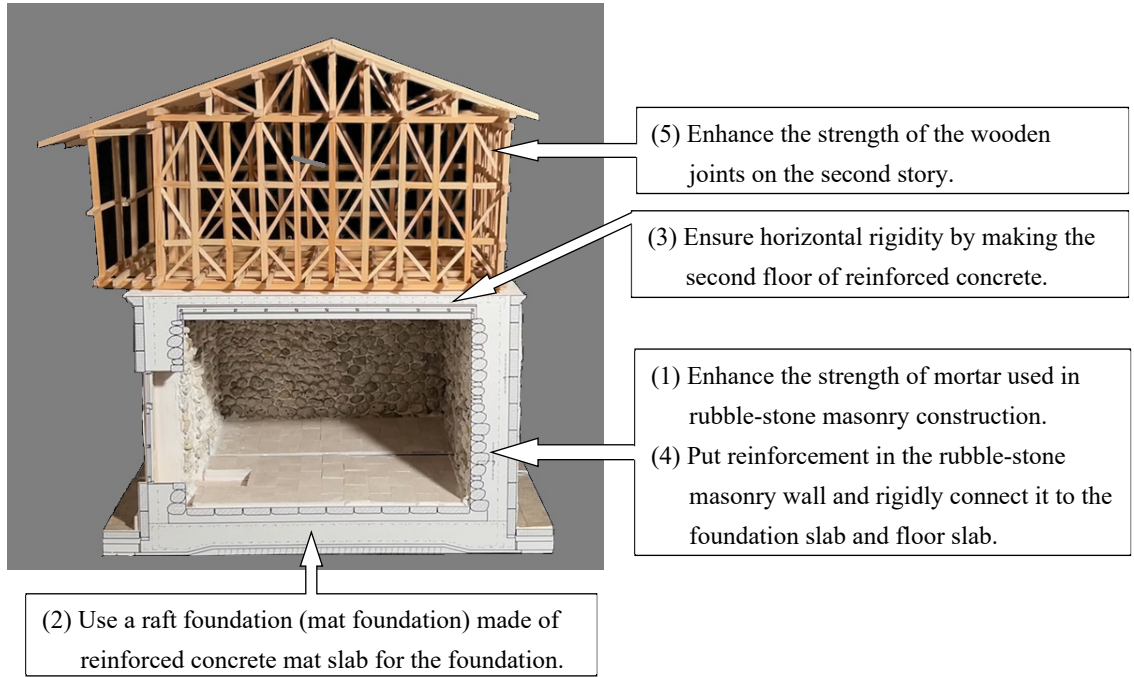 (5) Enhance the strength of the wooden
joints on the second story.
(3) Ensure horizontal rigidity by making the
second floor of reinforced concrete.
(1) Enhance the strength of mortar used in
rubble-stone masonry construction.
(4) Put reinforcement in the rubble-stone
masonry wall and rigidly connect it to the
foundation slab and floor slab.
(2) Use a raft foundation (mat foundation) made of
reinforced concrete mat slab for the foundation.